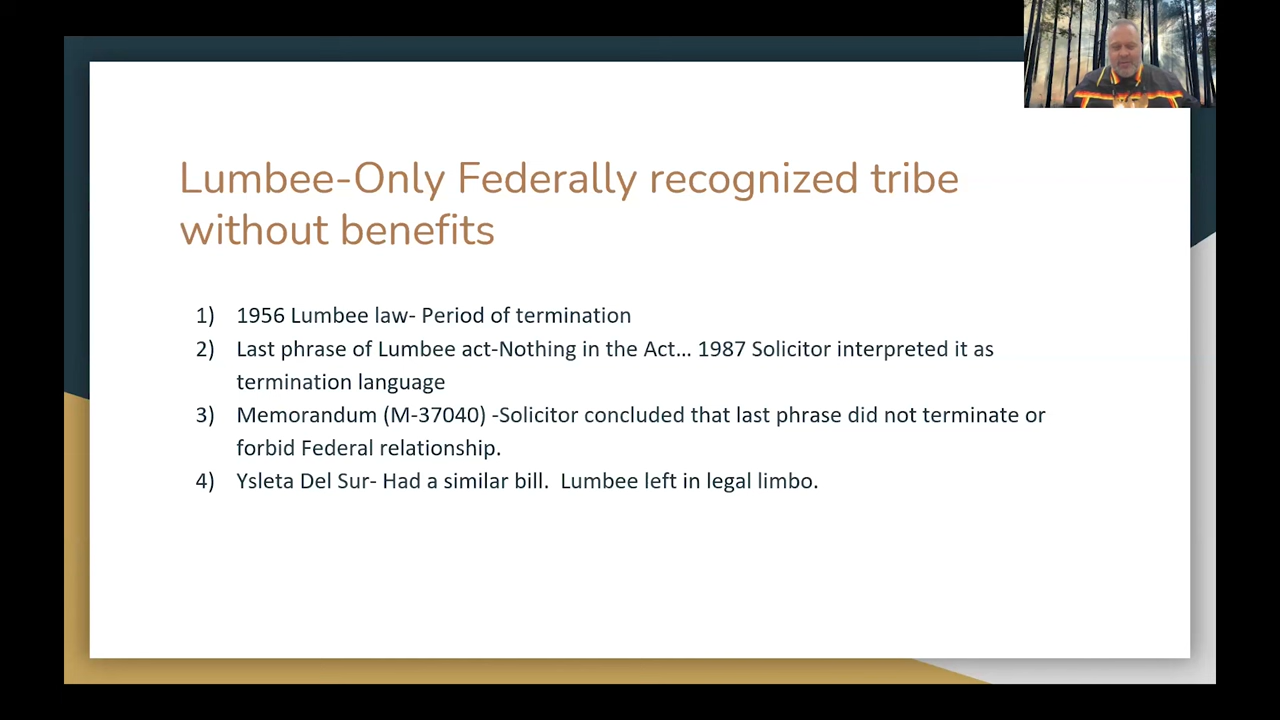 Lumbee-Only Federally recognized tribe
without benefits
1) 1956 Lumbee law- Period of termination
2) Last phrase of Lumbee act-Nothing in the Act... 1987 Solicitor interpreted it as
termination language
3) Memorandum (M-37040) -Solicitor concluded that last phrase did not terminate or
forbid Federal relationship.
4) Ysleta Del Sur- Had a similar bill.  Lumbee left in legal limbo.